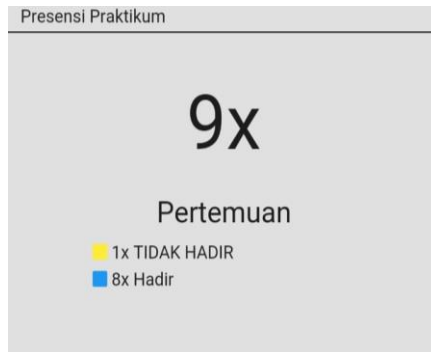 Presensi Praktikum
9x
Pertemuan
1x TIDAK HADIR
8x Hadir